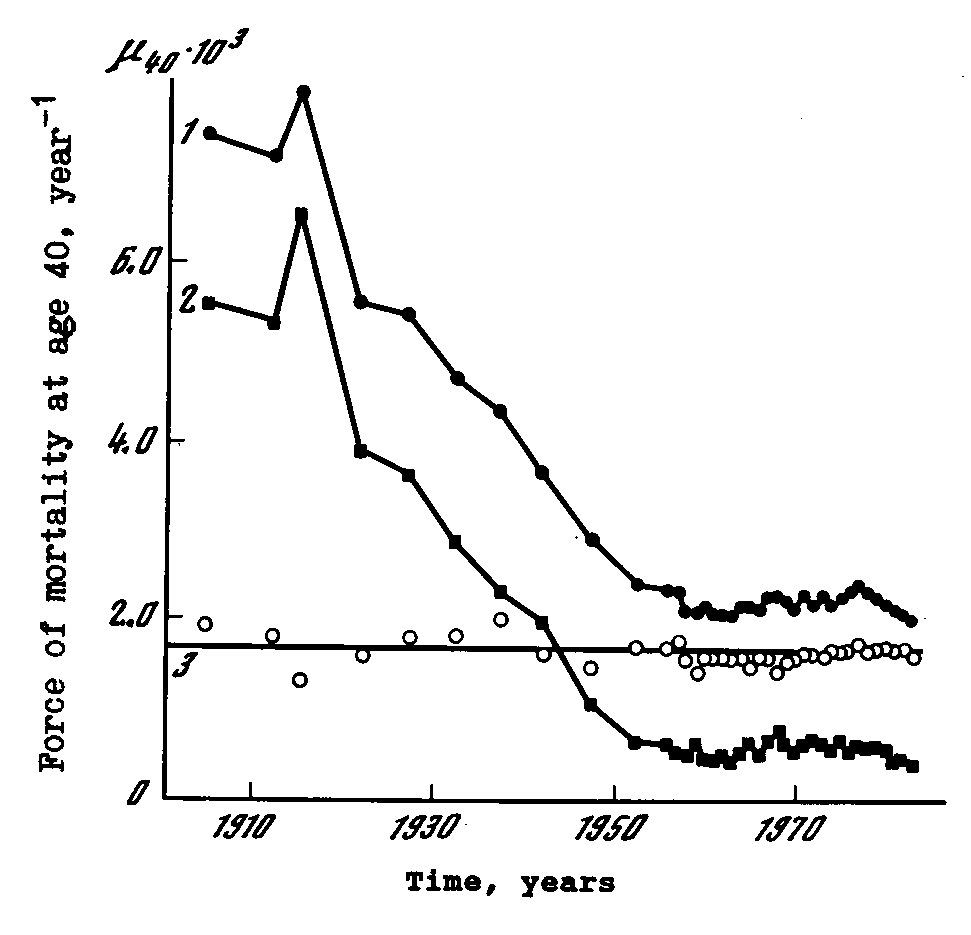 μ₄₀·10³
Force of mortality at age 40, year⁻¹
1
6.0
2
4.0
2.0
3
0
1910 1930 1950 1970
Time, years